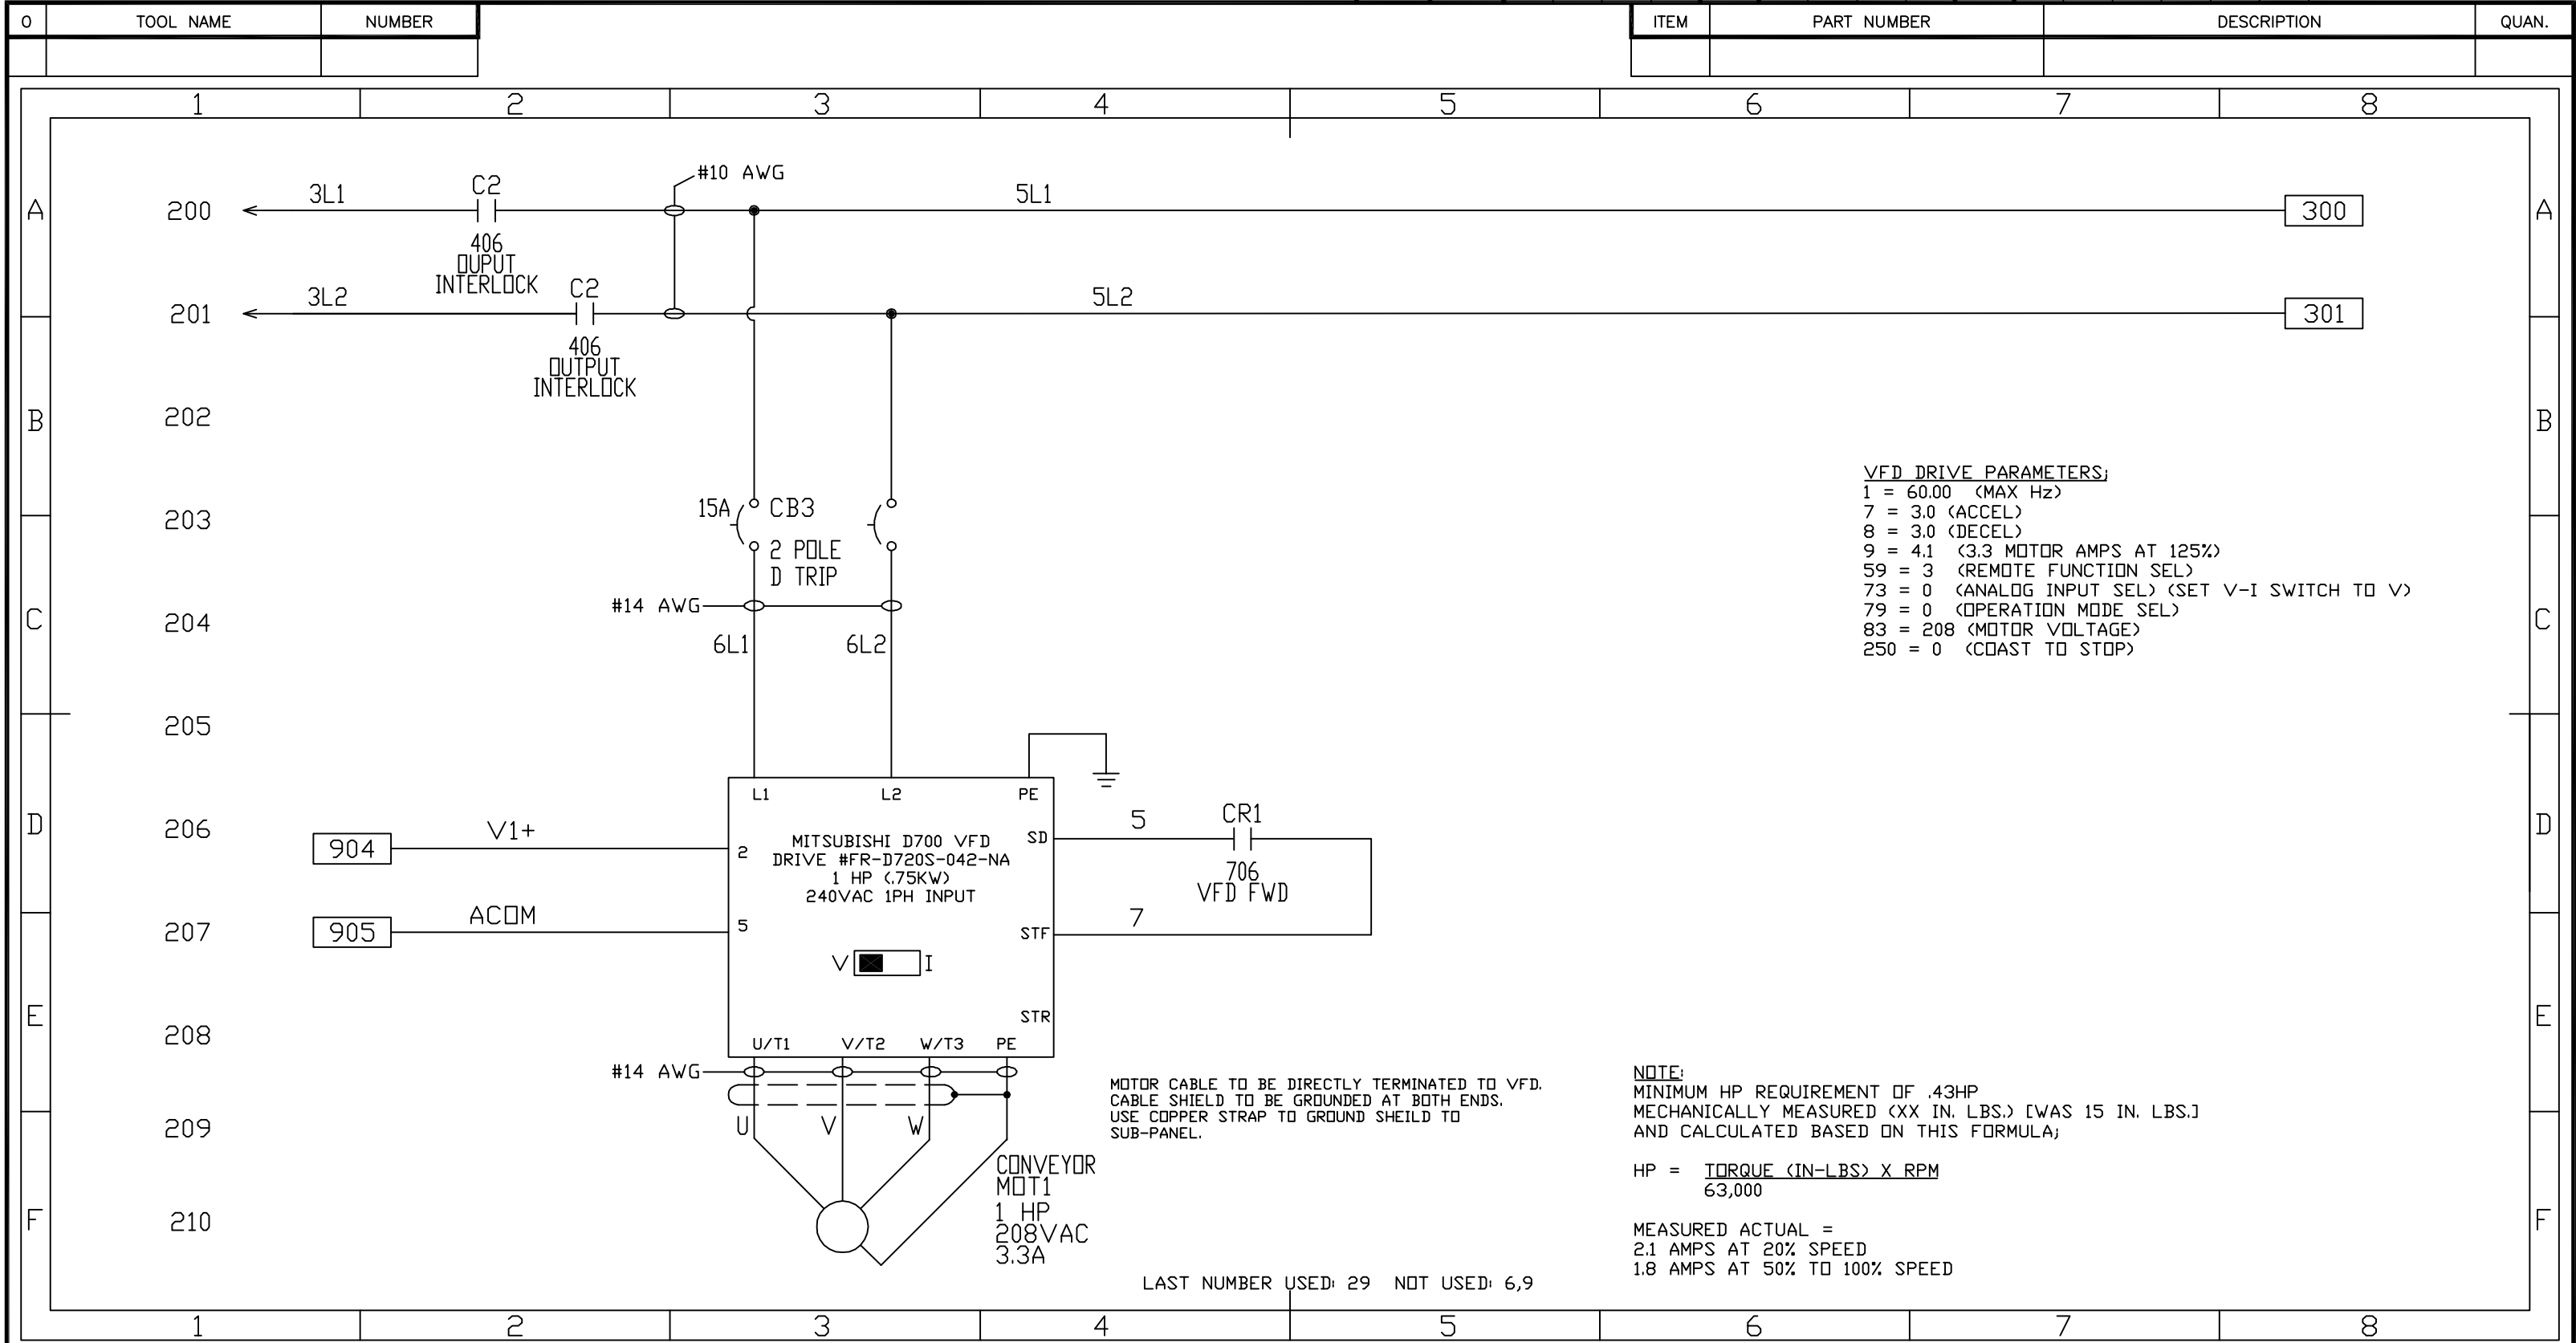 O TOOL NAME NUMBER
ITEM PART NUMBER DESCRIPTION QUAN.
1 2 3 4 5 6 7 8
A
B
C
D
E
F
A
B
C
D
E
F
200
201
202
203
204
205
206
207
208
209
210
3L1
C2
406
OUPUT
INTERLOCK
#10 AWG
5L1
300
3L2
C2
406
OUTPUT
INTERLOCK
5L2
301
15A CB3
2 POLE
D TRIP
#14 AWG
6L1 6L2
VFD DRIVE PARAMETERS;
1 = 60.00 (MAX Hz)
7 = 3.0 (ACCEL)
8 = 3.0 (DECEL)
9 = 4.1 (3.3 MOTOR AMPS AT 125%)
59 = 3 (REMOTE FUNCTION SEL)
73 = 0 (ANALOG INPUT SEL) (SET V-I SWITCH TO V)
79 = 0 (OPERATION MODE SEL)
83 = 208 (MOTOR VOLTAGE)
250 = 0 (COAST TO STOP)
L1 L2 PE
904 V1+ 2
MITSUBISHI D700 VFD
DRIVE #FR-D720S-042-NA
1 HP (.75KW)
240VAC 1PH INPUT
SD 5 CR1
706
VFD FWD
905 ACOM 5
STF 7
V I
STR
U/T1 V/T2 W/T3 PE
#14 AWG
U V W
CONVEYOR
MOT1
1 HP
208VAC
3.3A
MOTOR CABLE TO BE DIRECTLY TERMINATED TO VFD.
CABLE SHIELD TO BE GROUNDED AT BOTH ENDS.
USE COPPER STRAP TO GROUND SHEILD TO
SUB-PANEL.
NOTE:
MINIMUM HP REQUIREMENT OF .43HP
MECHANICALLY MEASURED (XX IN. LBS.) [WAS 15 IN. LBS.]
AND CALCULATED BASED ON THIS FORMULA;
HP = TORQUE (IN-LBS) X RPM
63,000
MEASURED ACTUAL =
2.1 AMPS AT 20% SPEED
1.8 AMPS AT 50% TO 100% SPEED
LAST NUMBER USED: 29 NOT USED: 6,9
1 2 3 4 5 6 7 8